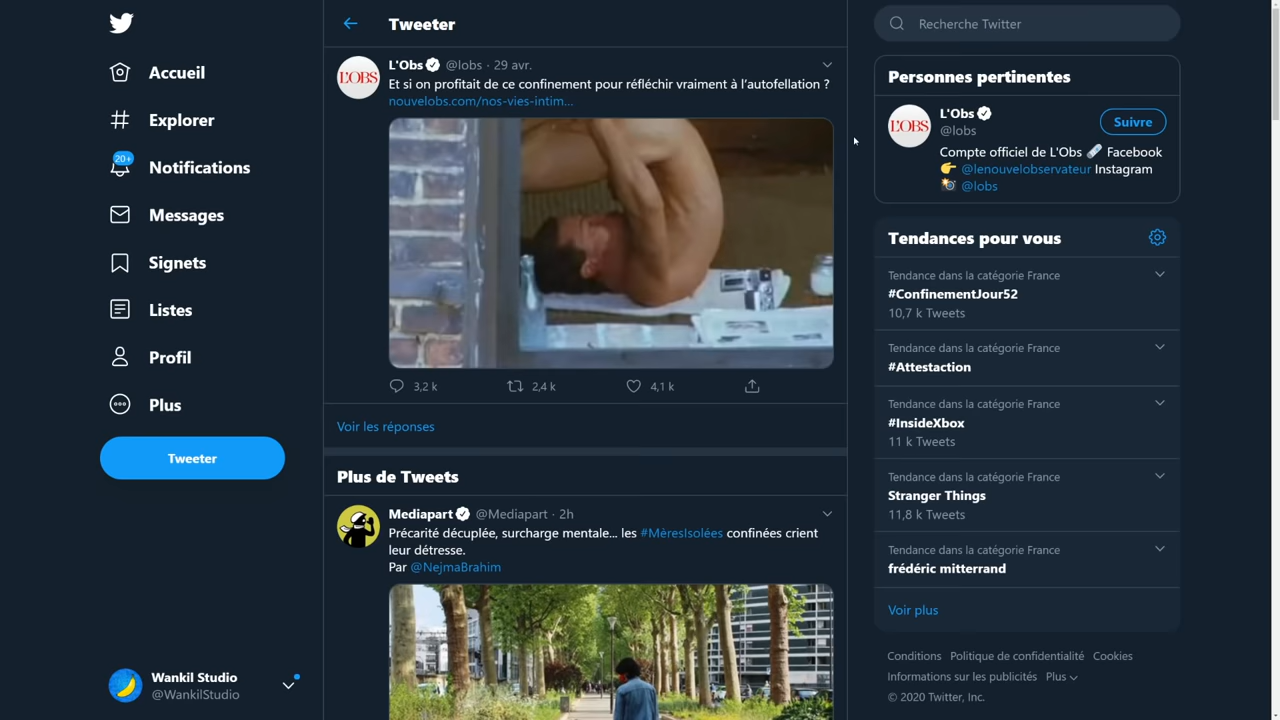 Accueil
Explorer
20+
Notifications
Messages
Signets
Listes
Profil
Plus
Tweeter
Wankil Studio
@WankilStudio
Tweeter
L'OBS
L'Obs @lobs · 29 avr.
Et si on profitait de ce confinement pour réfléchir vraiment à l'autofellation ?
nouvelobs.com/nos-vies-intim...
3,2 k 2,4 k 4,1 k
Voir les réponses
Plus de Tweets
Mediapart @Mediapart · 2h
Précarité décuplée, surcharge mentale... les #MèresIsolées confinées crient
leur détresse.
Par @NejmaBrahim
Recherche Twitter
Personnes pertinentes
L'OBS
L'Obs
@lobs
Suivre
Compte officiel de L'Obs 🗞️ Facebook
👉 @lenouvelobservateur Instagram
📸 @lobs
Tendances pour vous
Tendance dans la catégorie France
#ConfinementJour52
10,7 k Tweets
Tendance dans la catégorie France
#Attestaction
Tendance dans la catégorie France
#InsideXbox
11 k Tweets
Tendance dans la catégorie France
Stranger Things
11,8 k Tweets
Tendance dans la catégorie France
frédéric mitterrand
Voir plus
Conditions Politique de confidentialité Cookies
Informations sur les publicités Plus
© 2020 Twitter, Inc.